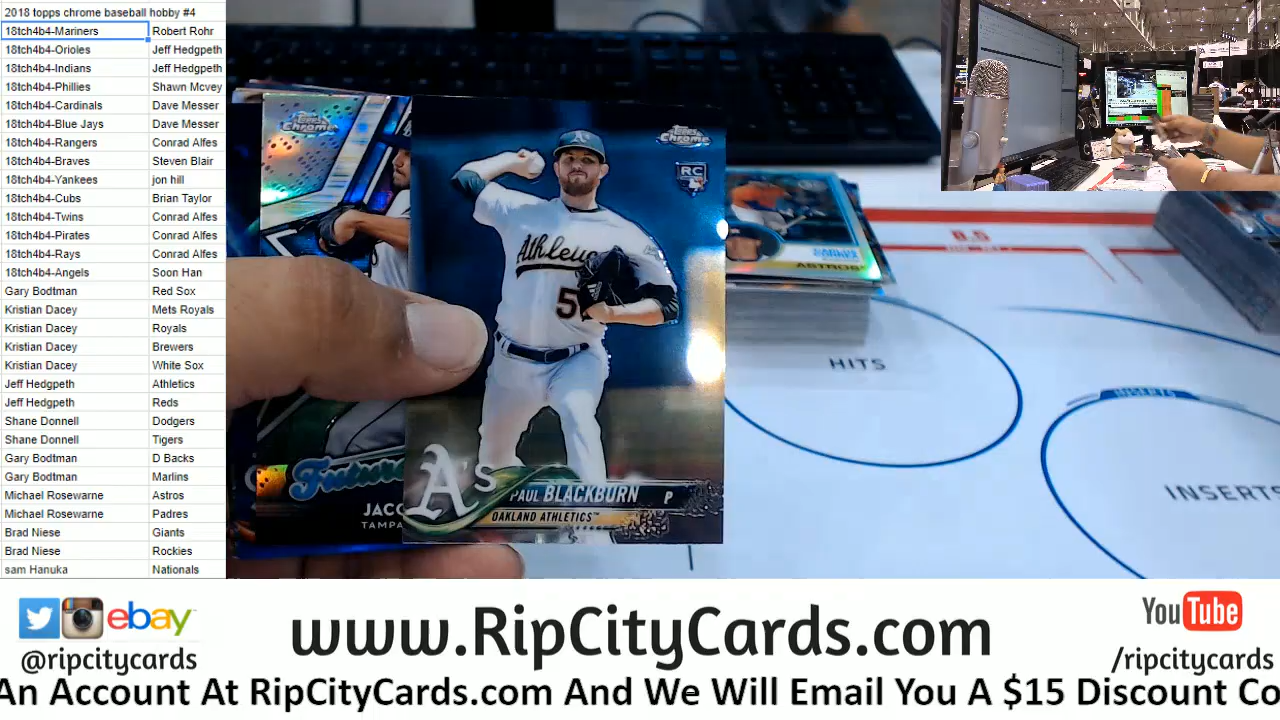 2018 topps chrome baseball hobby #4
18tch4b4-Mariners Robert Rohr
18tch4b4-Orioles Jeff Hedgpeth
18tch4b4-Indians Jeff Hedgpeth
18tch4b4-Phillies Shawn Mcvey
18tch4b4-Cardinals Dave Messer
18tch4b4-Blue Jays Dave Messer
18tch4b4-Rangers Conrad Alfes
18tch4b4-Braves Steven Blair
18tch4b4-Yankees jon hill
18tch4b4-Cubs Brian Taylor
18tch4b4-Twins Conrad Alfes
18tch4b4-Pirates Conrad Alfes
18tch4b4-Rays Conrad Alfes
18tch4b4-Angels Soon Han
Gary Bodtman Red Sox
Kristian Dacey Mets Royals
Kristian Dacey Royals
Kristian Dacey Brewers
Kristian Dacey White Sox
Jeff Hedgpeth Athletics
Jeff Hedgpeth Reds
Shane Donnell Dodgers
Shane Donnell Tigers
Gary Bodtman D Backs
Gary Bodtman Marlins
Michael Rosewarne Astros
Michael Rosewarne Padres
Brad Niese Giants
Brad Niese Rockies
sam Hanuka Nationals
Topps Chrome
Future
JACO
TAMPA
Topps Chrome
RC
Athletics
5
A's
PAUL BLACKBURN P
OAKLAND ATHLETICS™
ASTROS
HITS
INSERTS
INSERTS
ebay
@ripcitycards
www.RipCityCards.com
YouTube
/ripcitycards
An Account At RipCityCards.com And We Will Email You A $15 Discount Co